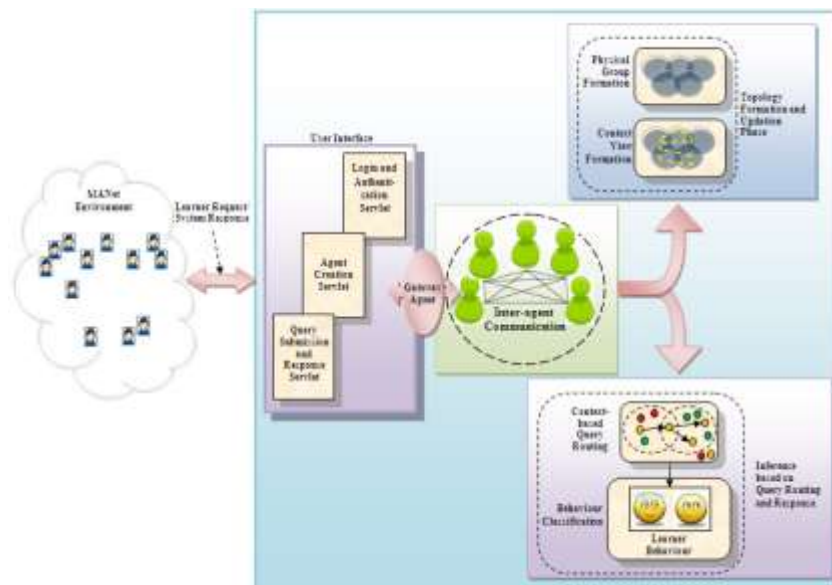 MANet
Environment
Learner Request
System Response
User Interface
Login and
Authenti-
cation
Servlet
Agent
Creation
Servlet
Query
Submission
and
Response
Servlet
Generate
Agent
Inter-agent
Communication
Physical
Group
Formation
Context
View
Formation
Topology
Formation and
Updation
Phase
Context-
based
Query
Routing
Behaviour
Classification
Learner
Behaviour
Inference
based on
Query Routing
and Response